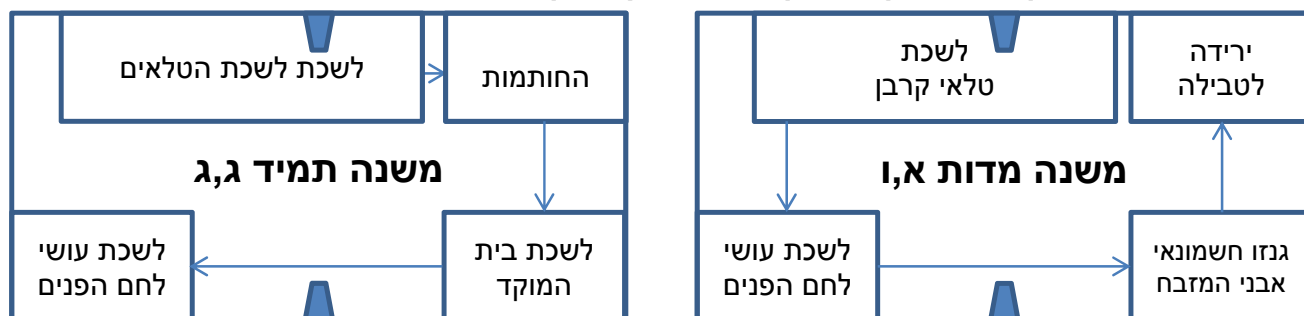 ירידה
לטבילה
לשכת
טלאי קרבן
משנה מדות א,ו
גנזו חשמונאי
אבני המזבח
לשכת עושי
לחם הפנים
החותמות
לשכת לשכת הטלאים
משנה תמיד ג,ג
לשכת בית
המוקד
לשכת עושי
לחם הפנים